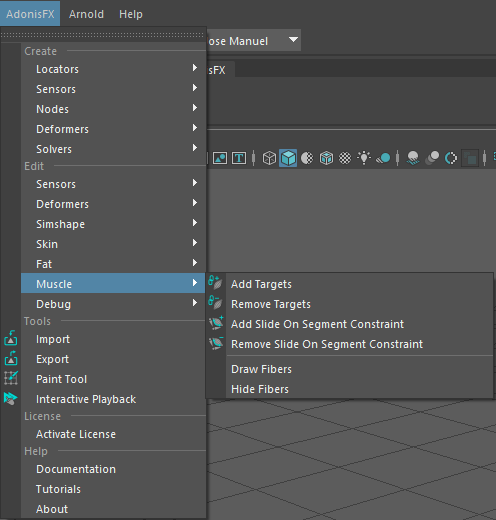 AdonisFX Arnold Help
ose Manuel
sFX
Create
Locators
Sensors
Nodes
Deformers
Solvers
Edit
Sensors
Deformers
Simshape
Skin
Fat
Muscle
Debug
Add Targets
Remove Targets
Add Slide On Segment Constraint
Remove Slide On Segment Constraint
Draw Fibers
Hide Fibers
Tools
Import
Export
Paint Tool
Interactive Playback
License
Activate License
Help
Documentation
Tutorials
About